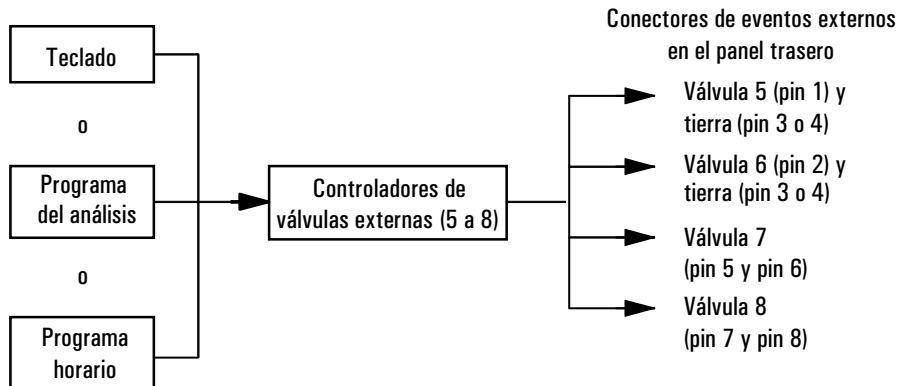 Teclado
o
Programa
del análisis
o
Programa
horario
Controladores de
válvulas externas (5 a 8)
Conectores de eventos externos
en el panel trasero
Válvula 5 (pin 1) y
tierra (pin 3 o 4)
Válvula 6 (pin 2) y
tierra (pin 3 o 4)
Válvula 7
(pin 5 y pin 6)
Válvula 8
(pin 7 y pin 8)